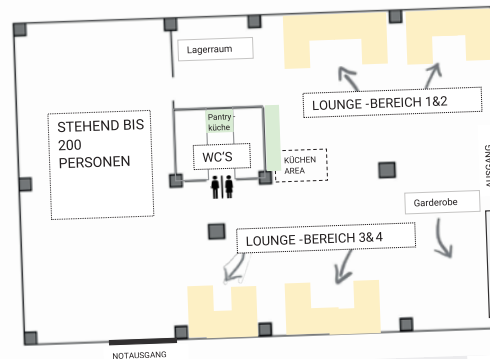 Lagerraum
LOUNGE -BEREICH 1&2
Pantry-
küche
STEHEND BIS
200
PERSONEN
WC'S
KÜCHEN
AREA
AUSGANG
Garderobe
LOUNGE -BEREICH 3& 4
NOTAUSGANG